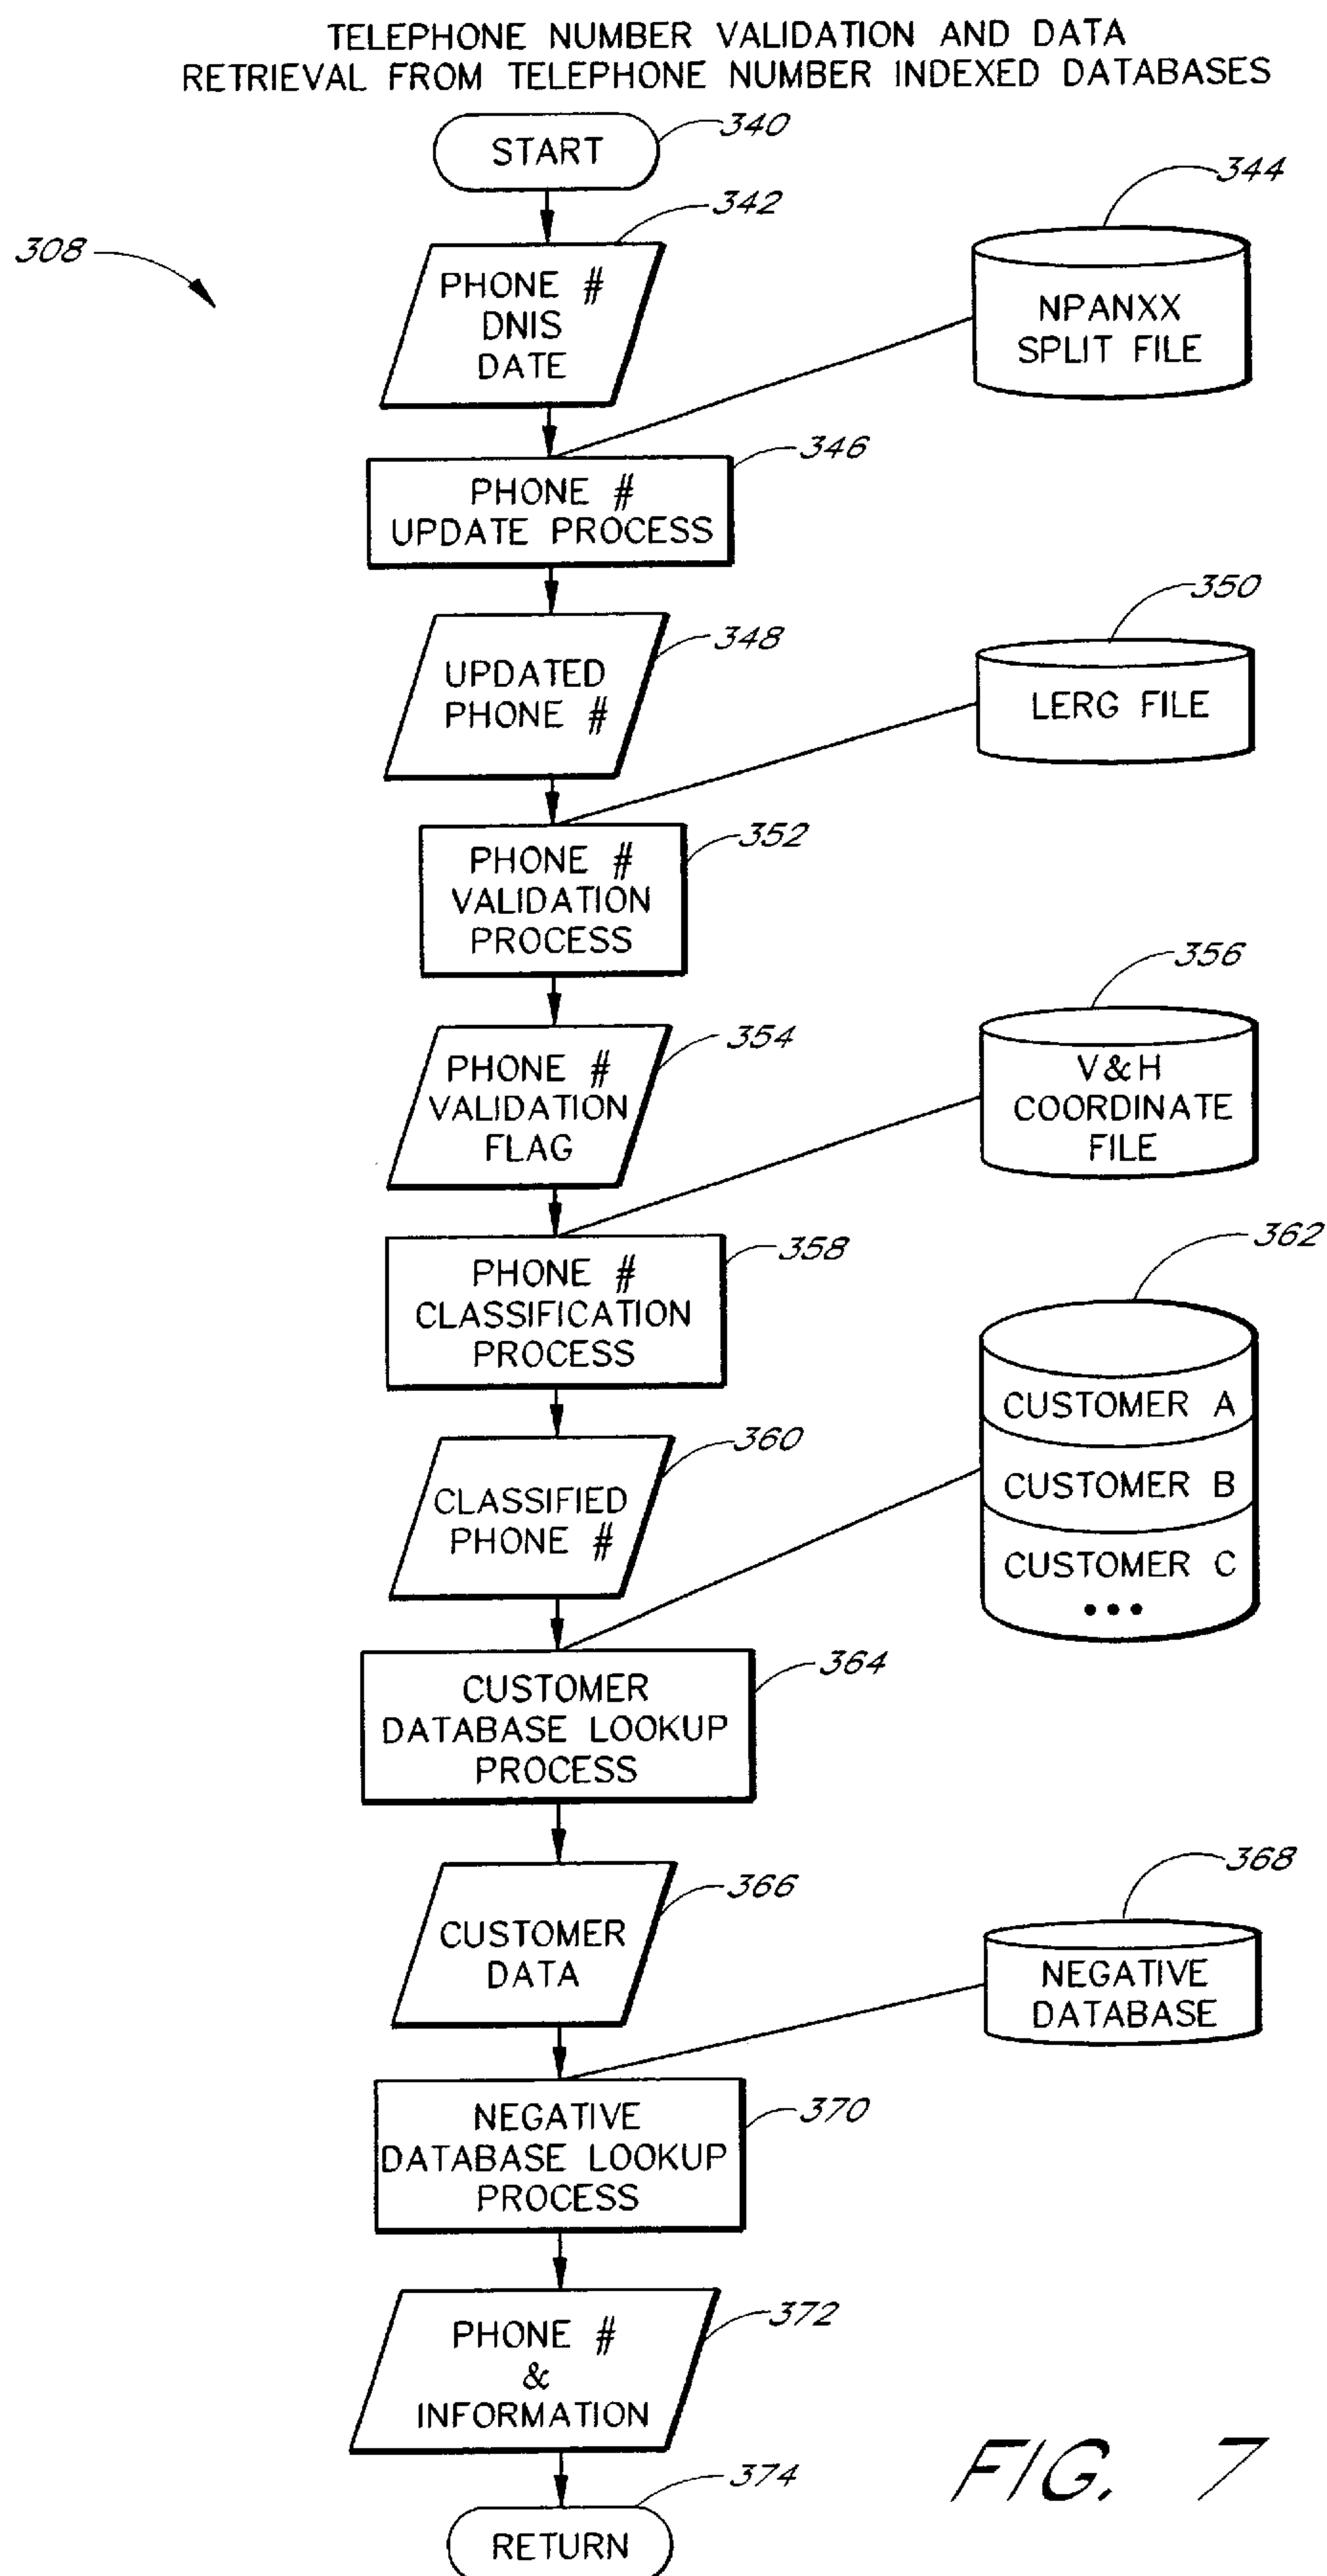 TELEPHONE NUMBER VALIDATION AND DATA
RETRIEVAL FROM TELEPHONE NUMBER INDEXED DATABASES
START
340
308
342
PHONE #
DNIS
DATE
344
NPANXX
SPLIT FILE
346
PHONE #
UPDATE PROCESS
348
UPDATED
PHONE #
350
LERG FILE
352
PHONE #
VALIDATION
PROCESS
354
PHONE #
VALIDATION
FLAG
356
V&H
COORDINATE
FILE
358
PHONE #
CLASSIFICATION
PROCESS
360
CLASSIFIED
PHONE #
362
CUSTOMER A
CUSTOMER B
CUSTOMER C
•••
364
CUSTOMER
DATABASE LOOKUP
PROCESS
366
CUSTOMER
DATA
368
NEGATIVE
DATABASE
370
NEGATIVE
DATABASE LOOKUP
PROCESS
372
PHONE #
&
INFORMATION
374
RETURN
FIG. 7